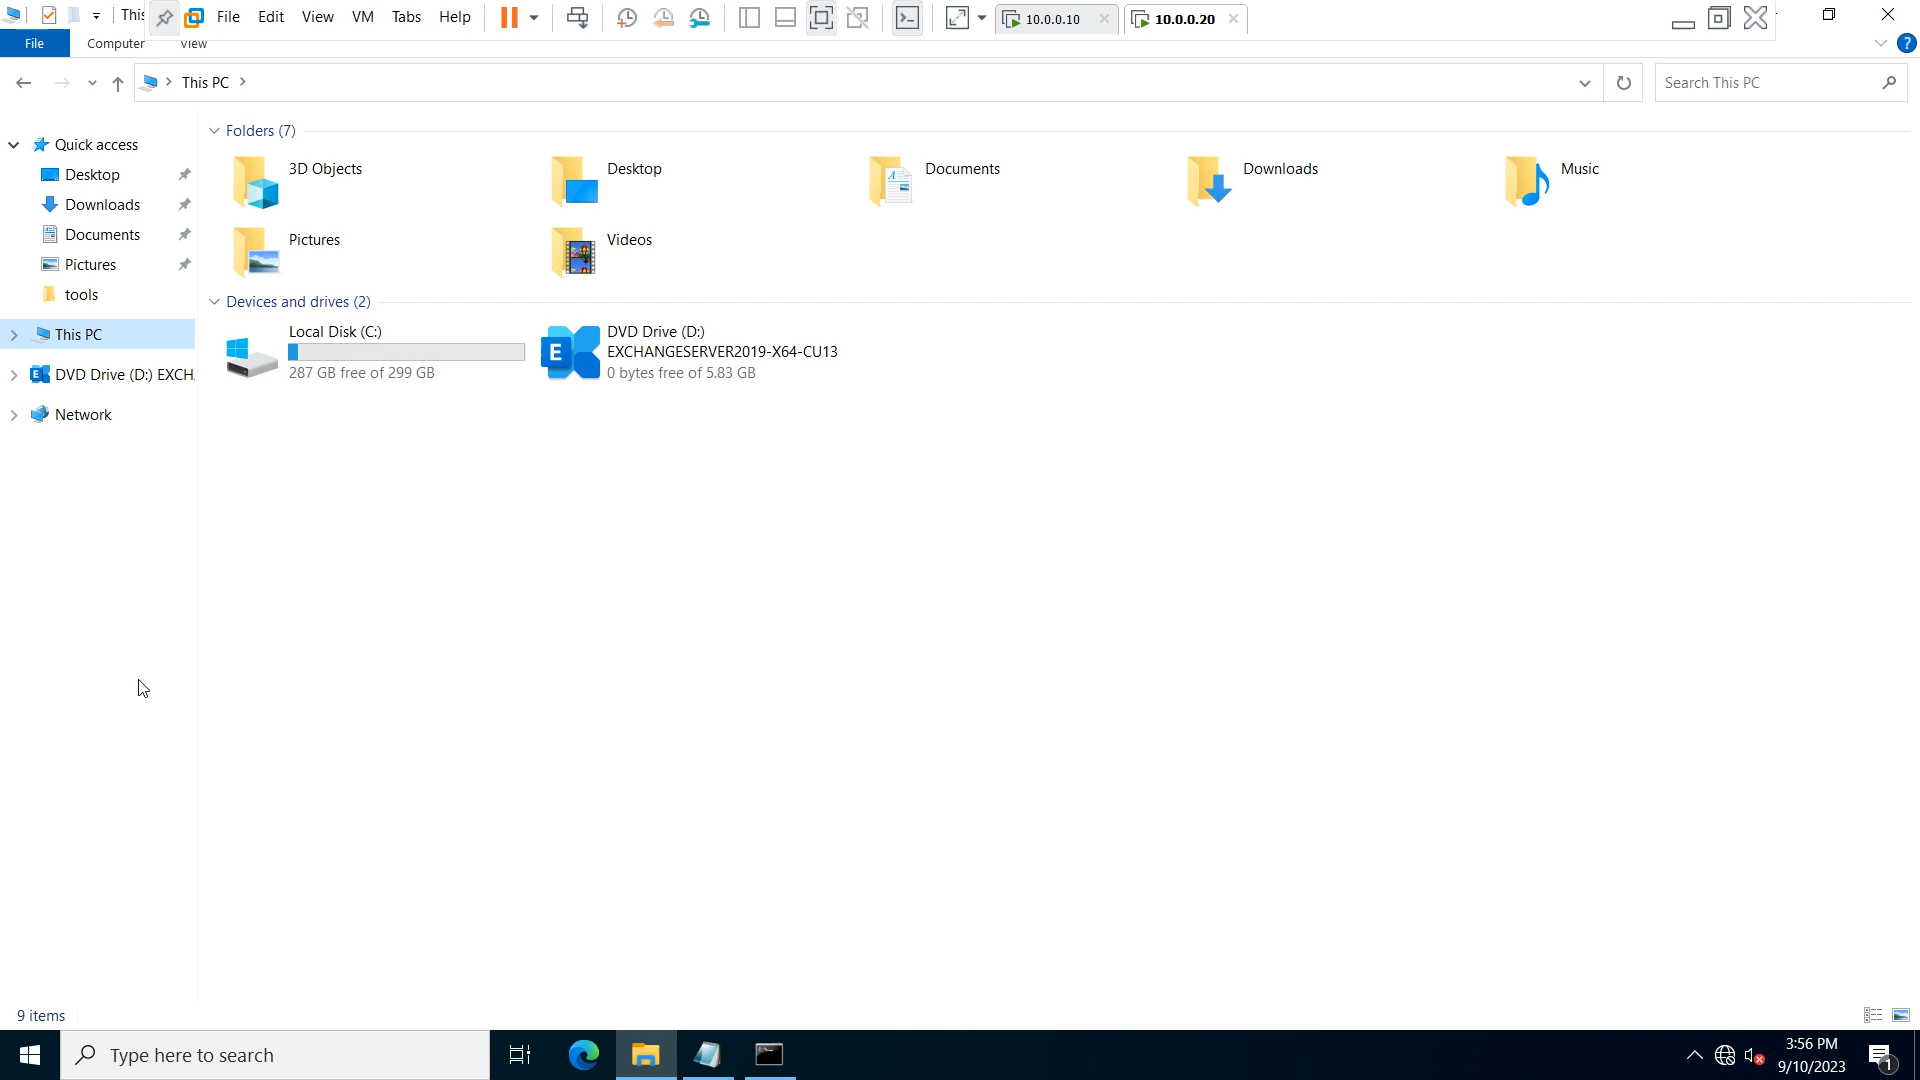 This
File Edit View VM Tabs Help
10.0.0.10
10.0.0.20
File Computer View
This PC
Search This PC
Quick access
Desktop
Downloads
Documents
Pictures
tools
This PC
DVD Drive (D:) EXCH
Network
Folders (7)
3D Objects
Desktop
Documents
Downloads
Music
Pictures
Videos
Devices and drives (2)
Local Disk (C:)
287 GB free of 299 GB
DVD Drive (D:)
EXCHANGESERVER2019-X64-CU13
0 bytes free of 5.83 GB
9 items
Type here to search
3:56 PM
9/10/2023
1